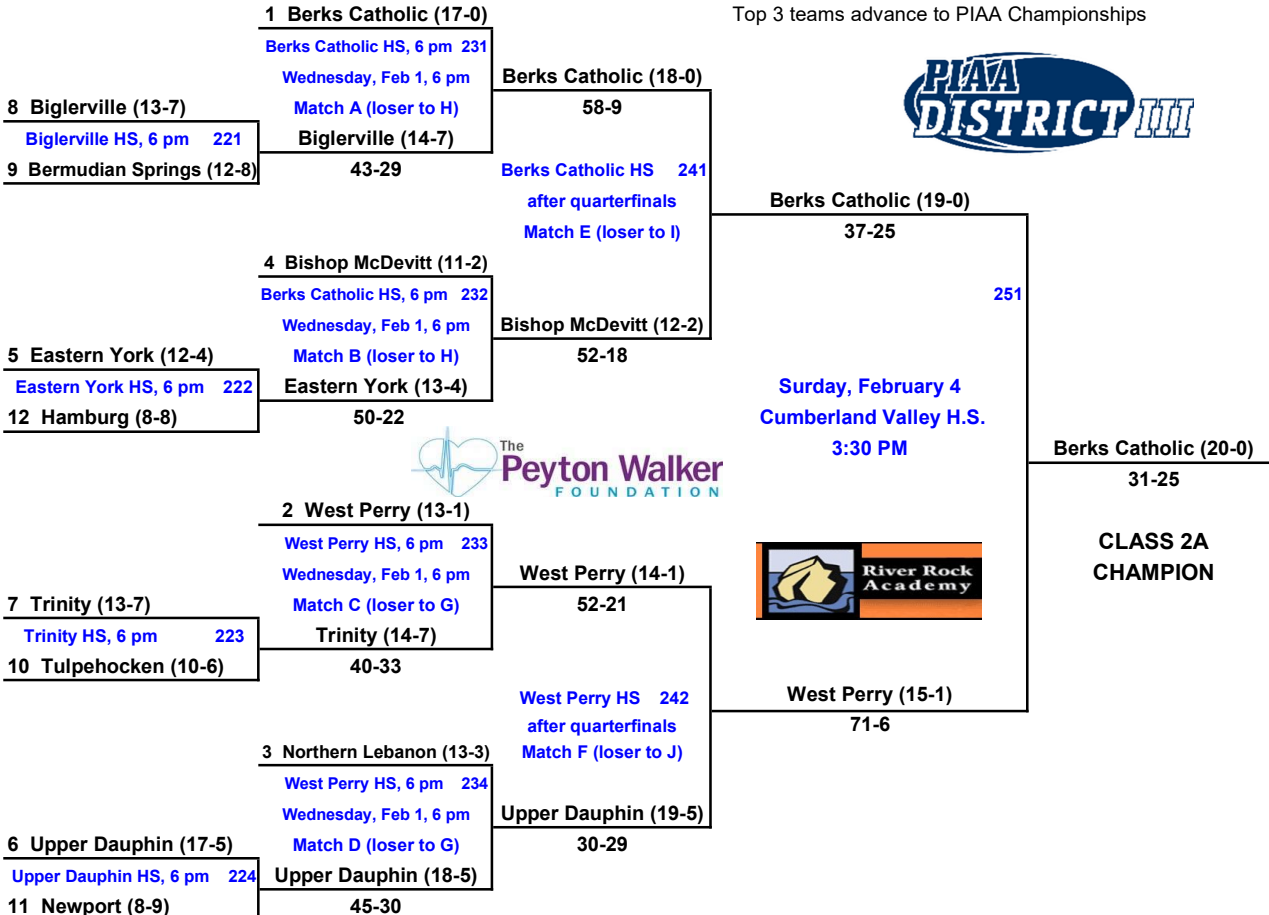 1 Berks Catholic (17-0)
Top 3 teams advance to PIAA Championships
Berks Catholic HS, 6 pm 231
Wednesday, Feb 1, 6 pm
Berks Catholic (18-0)
8 Biglerville (13-7)
Match A (loser to H)
58-9
PIAA
DISTRICT III
Biglerville HS, 6 pm 221
Biglerville (14-7)
9 Bermudian Springs (12-8)
43-29
Berks Catholic HS 241
after quarterfinals
Berks Catholic (19-0)
Match E (loser to I)
37-25
4 Bishop McDevitt (11-2)
Berks Catholic HS, 6 pm 232
251
Wednesday, Feb 1, 6 pm
Bishop McDevitt (12-2)
5 Eastern York (12-4)
Match B (loser to H)
52-18
Eastern York HS, 6 pm 222
Eastern York (13-4)
Surday, February 4
12 Hamburg (8-8)
50-22
Cumberland Valley H.S.
3:30 PM
The
Peyton Walker
FOUNDATION
Berks Catholic (20-0)
31-25
2 West Perry (13-1)
West Perry HS, 6 pm 233
CLASS 2A
CHAMPION
Wednesday, Feb 1, 6 pm
West Perry (14-1)
River Rock
Academy
7 Trinity (13-7)
Match C (loser to G)
52-21
Trinity HS, 6 pm 223
Trinity (14-7)
10 Tulpehocken (10-6)
40-33
West Perry HS 242
West Perry (15-1)
after quarterfinals
71-6
3 Northern Lebanon (13-3)
Match F (loser to J)
West Perry HS, 6 pm 234
Wednesday, Feb 1, 6 pm
Upper Dauphin (19-5)
6 Upper Dauphin (17-5)
Match D (loser to G)
30-29
Upper Dauphin HS, 6 pm 224
Upper Dauphin (18-5)
11 Newport (8-9)
45-30